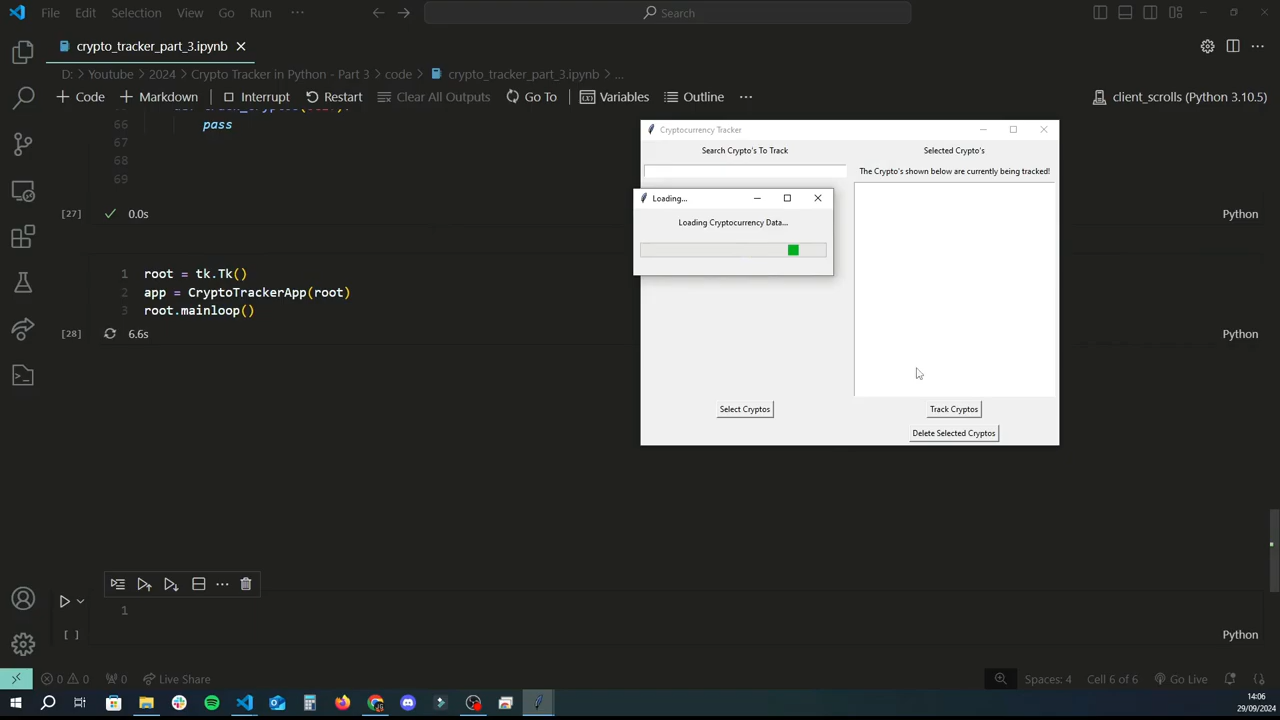 File Edit Selection View Go Run ··· Search
crypto_tracker_part_3.ipynb
D: > Youtube > 2024 > Crypto Tracker in Python - Part 3 > code > crypto_tracker_part_3.ipynb > ...
+ Code + Markdown Interrupt Restart Clear All Outputs Go To Variables Outline ··· client_scrolls (Python 3.10.5)
66 pass
67
68
69
[27] 0.0s Python
1 root = tk.Tk()
2 app = CryptoTrackerApp(root)
3 root.mainloop()
[28] 6.6s Python
Cryptocurrency Tracker
Search Crypto's To Track
Selected Crypto's
The Crypto's shown below are currently being tracked!
Loading...
Loading Cryptocurrency Data...
Select Cryptos
Track Cryptos
Delete Selected Cryptos
1
[ ] Python
0 0 0 Live Share Spaces: 4 Cell 6 of 6 Go Live
14:06
29/09/2024